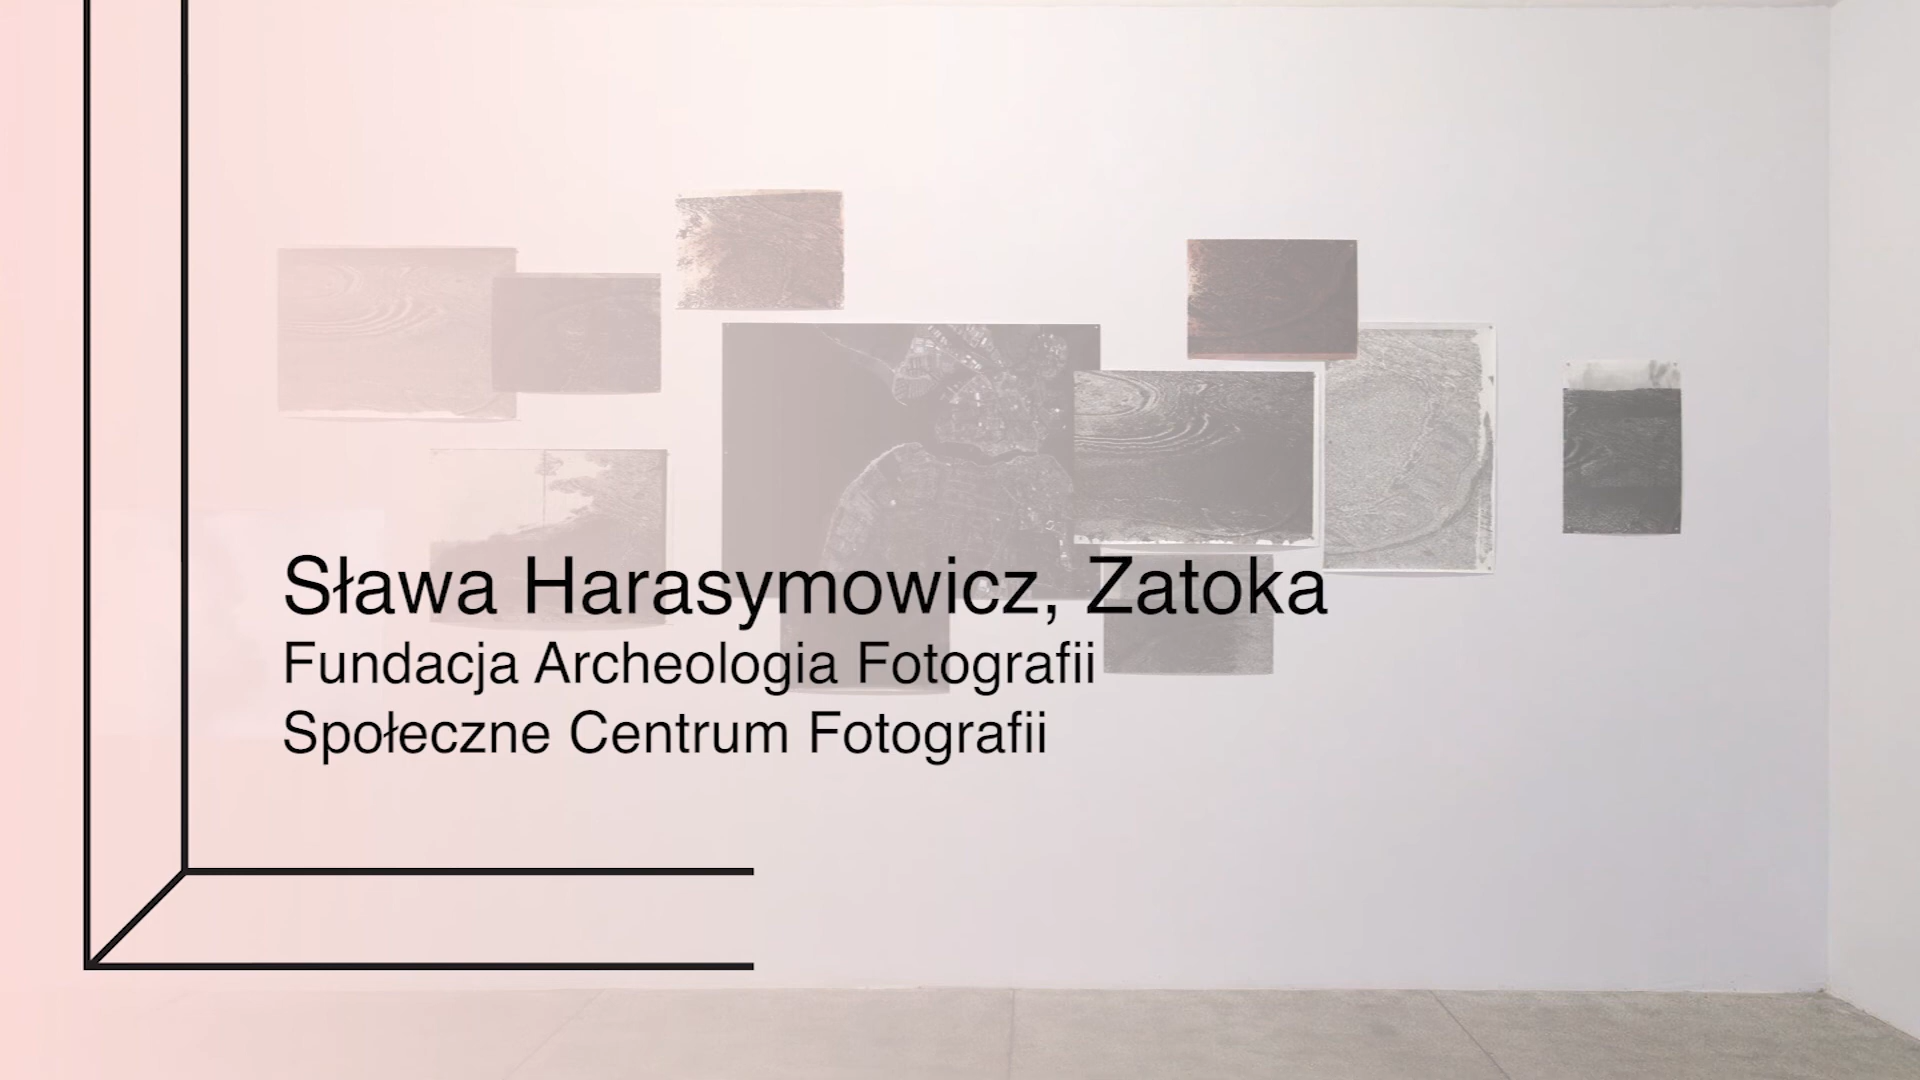 Sława Harasymowicz, Zatoka
Fundacja Archeologia Fotografii
Społeczne Centrum Fotografii